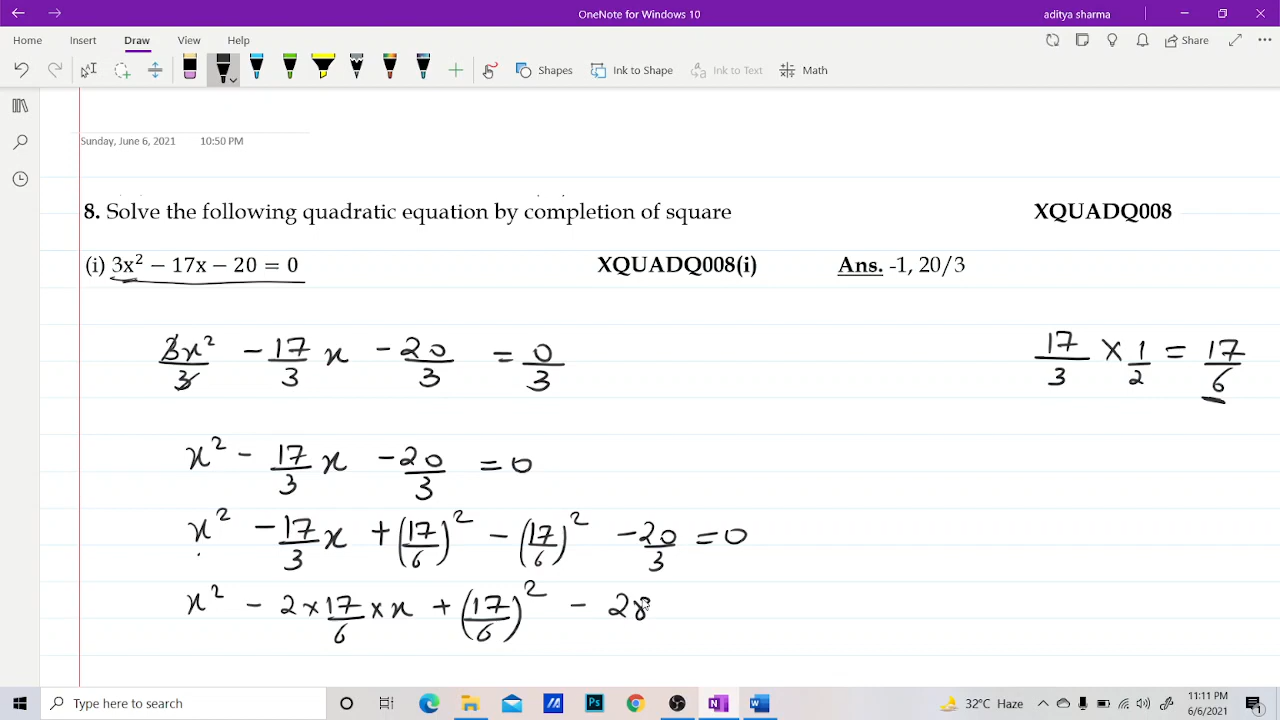 OneNote for Windows 10
aditya sharma
Home Insert Draw View Help
Share
Shapes Ink to Shape Ink to Text Math
Sunday, June 6, 2021 10:50 PM
8. Solve the following quadratic equation by completion of square XQUADQ008
(i) 3x² − 17x − 20 = 0 XQUADQ008(i) Ans. -1, 20/3
3x²/3 - 17/3 x - 20/3 = 0/3
17/3 × 1/2 = 17/6
x² - 17/3 x - 20/3 = 0
x² - 17/3 x + (17/6)² - (17/6)² - 20/3 = 0
x² - 2 × 17/6 × x + (17/6)² - 28
Type here to search
Ps
32°C Haze
11:11 PM
6/6/2021